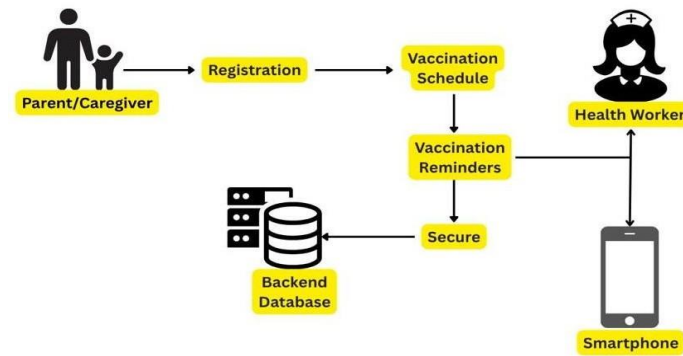 Parent/Caregiver
Registration
Vaccination
Schedule
Health Worker
Vaccination
Reminders
Secure
Backend
Database
Smartphone